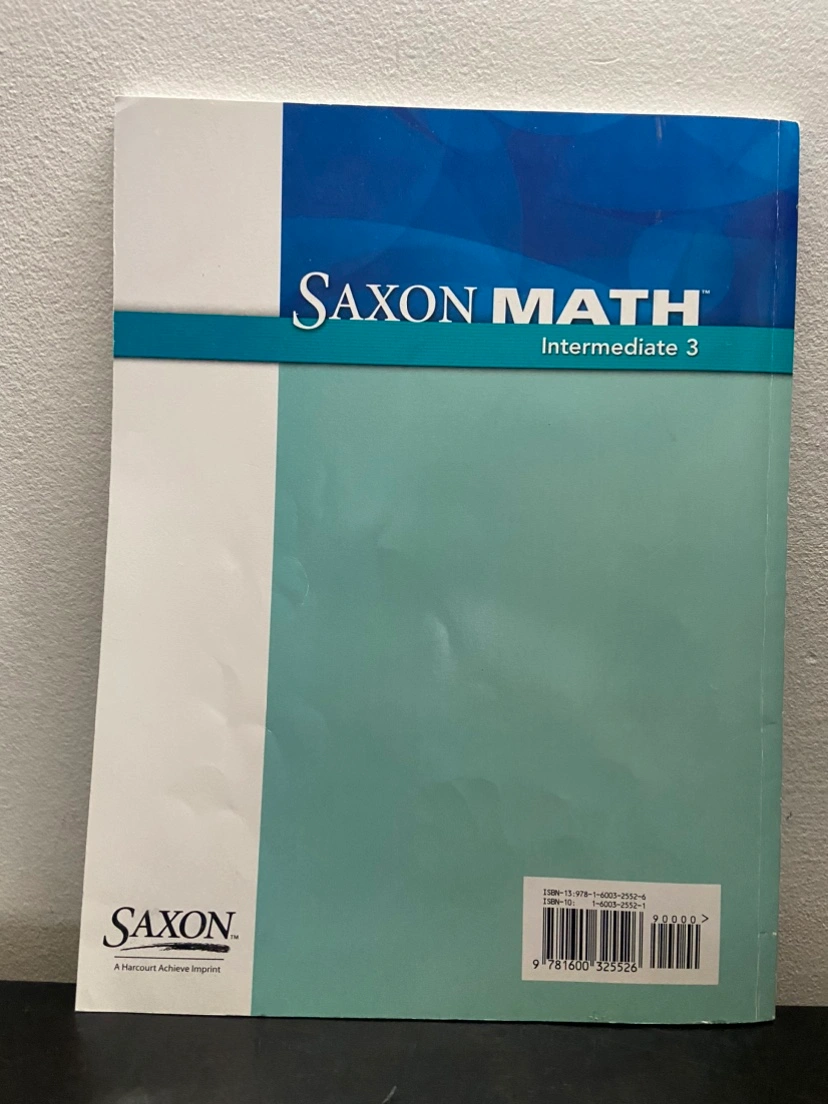 SAXON MATH™
Intermediate 3
ISBN-13:978-1-6003-2552-6
ISBN-10: 1-6003-2552-1
90000>
9 781600 325526
SAXON™
A Harcourt Achieve Imprint